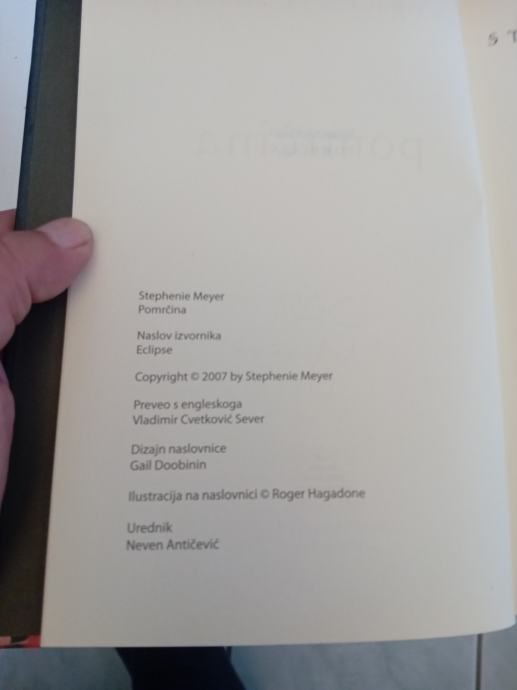 Stephenie Meyer
Pomrčina
Naslov izvornika
Eclipse
Copyright © 2007 by Stephenie Meyer
Preveo s engleskoga
Vladimir Cvetković Sever
Dizajn naslovnice
Gail Doobinin
Ilustracija na naslovnici © Roger Hagadone
Urednik
Neven Antičević